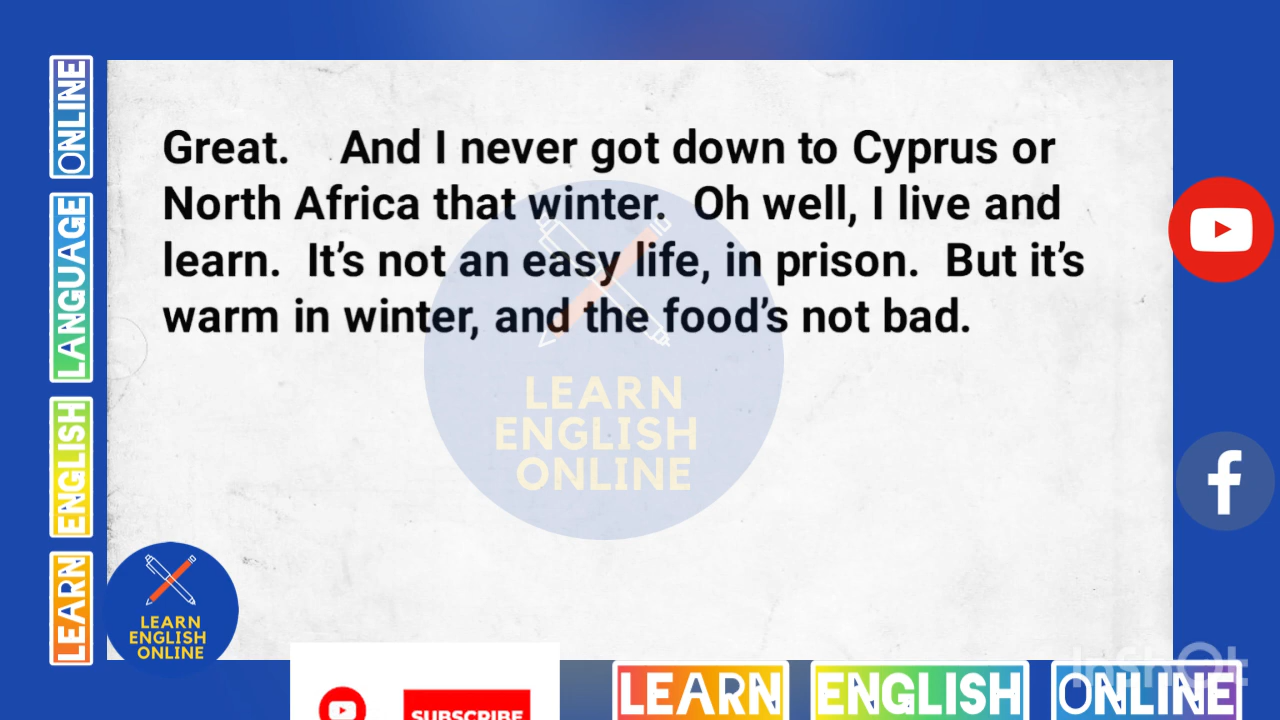 Great. And I never got down to Cyprus or
North Africa that winter. Oh well, I live and
learn. It’s not an easy life, in prison. But it’s
warm in winter, and the food’s not bad.
LEARN
ENGLISH
ONLINE
LEARN ENGLISH LANGUAGE ONLINE
LEARN
ENGLISH
ONLINE
SUBSCRIBE
LEARN ENGLISH ONLINE
InShOt